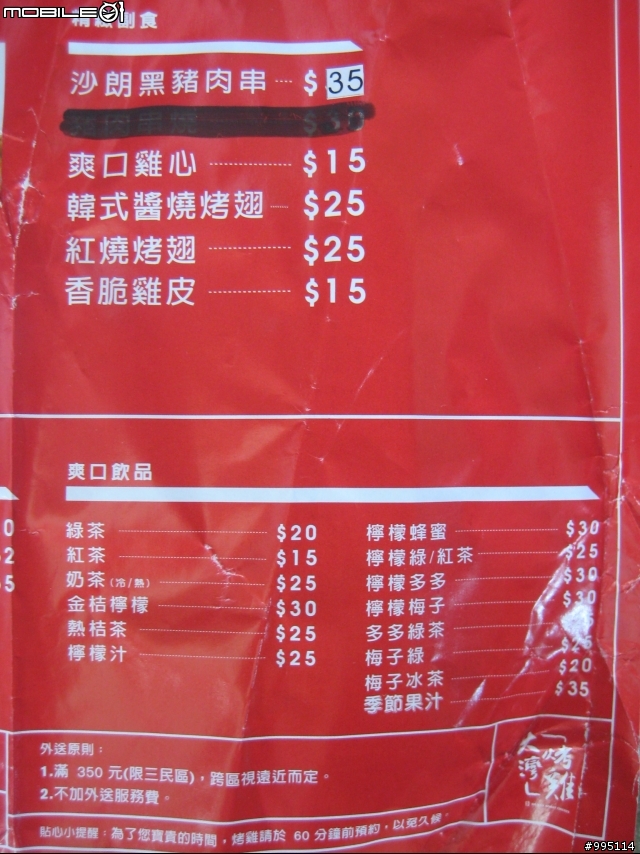 mobile01
精緻副食
沙朗黑豬肉串 $35
爽口雞心 $15
韓式醬燒烤翅 $25
紅燒烤翅 $25
香脆雞皮 $15
爽口飲品
綠茶 $20
紅茶 $15
奶茶(冷/熱) $25
金桔檸檬 $30
熱桔茶 $25
檸檬汁 $25
檸檬蜂蜜 $30
檸檬綠/紅茶 $25
檸檬多多 $30
檸檬梅子 $30
多多綠茶
梅子綠
梅子冰茶 $20
季節果汁 $35
外送原則：
1.滿 350 元(限三民區)，跨區視遠近而定。
2.不加外送服務費。
大灣
烤雞
貼心小提醒：為了您寶貴的時間，烤雞請於 60 分鐘前預約，以免久候。
#995114